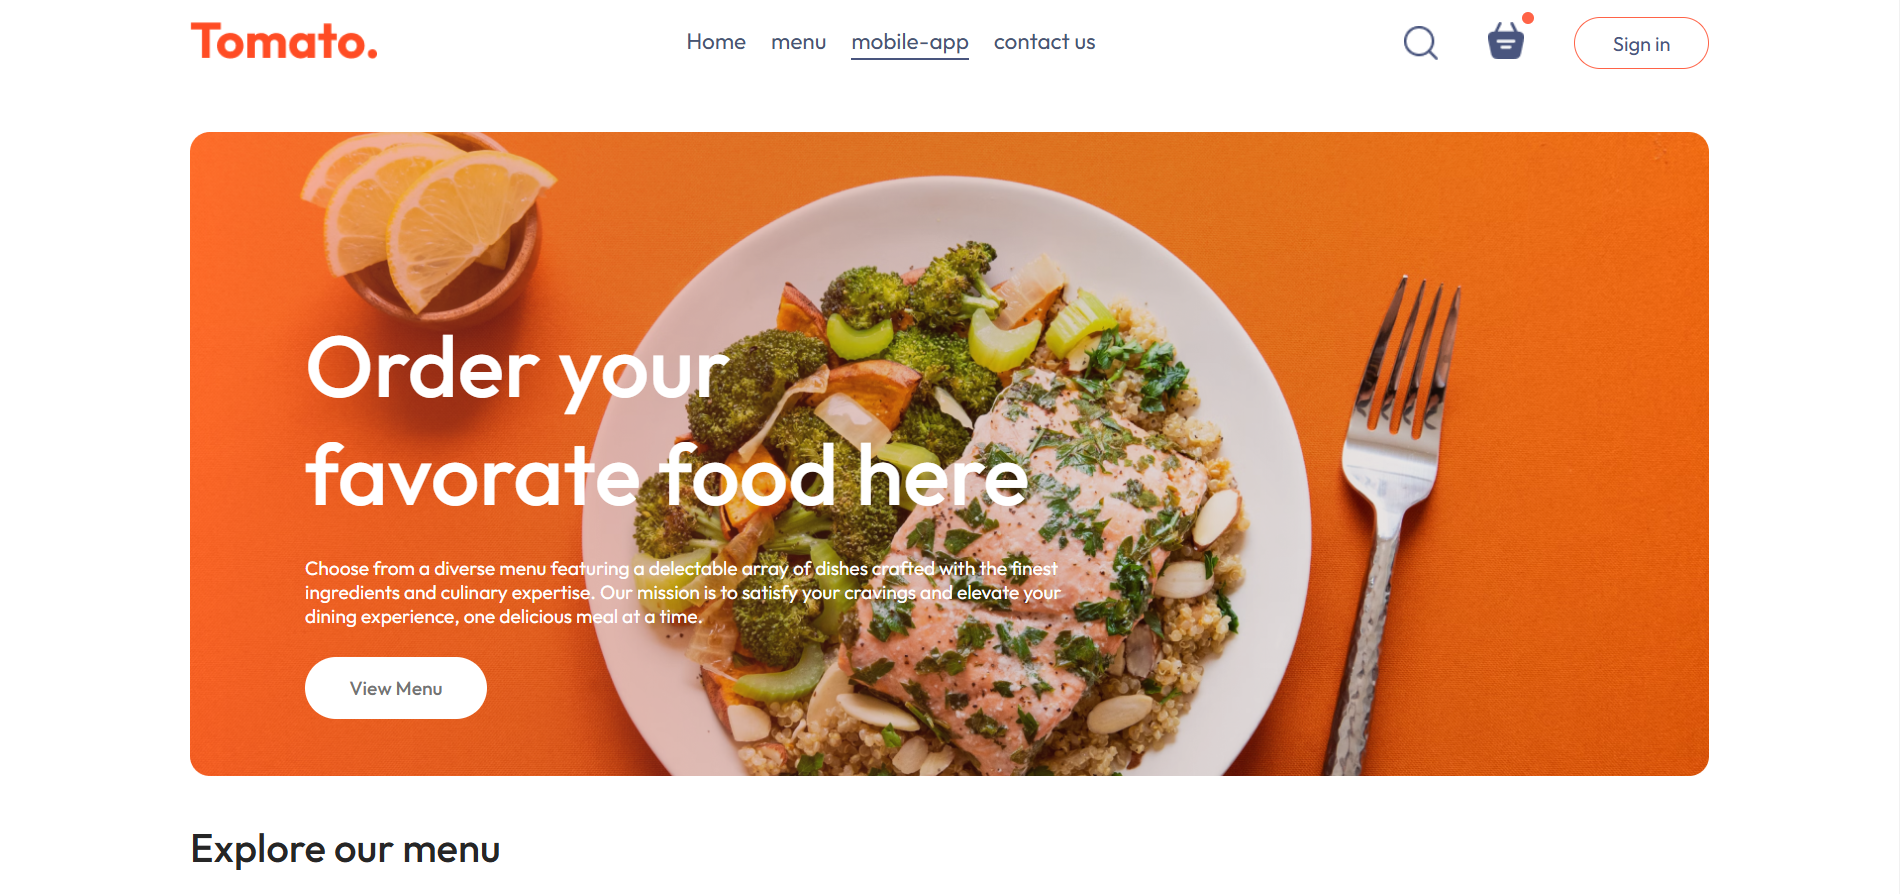 Tomato.
Home menu mobile-app contact us
Sign in
Order your
favorate food here
Choose from a diverse menu featuring a delectable array of dishes crafted with the finest
ingredients and culinary expertise. Our mission is to satisfy your cravings and elevate your
dining experience, one delicious meal at a time.
View Menu
Explore our menu